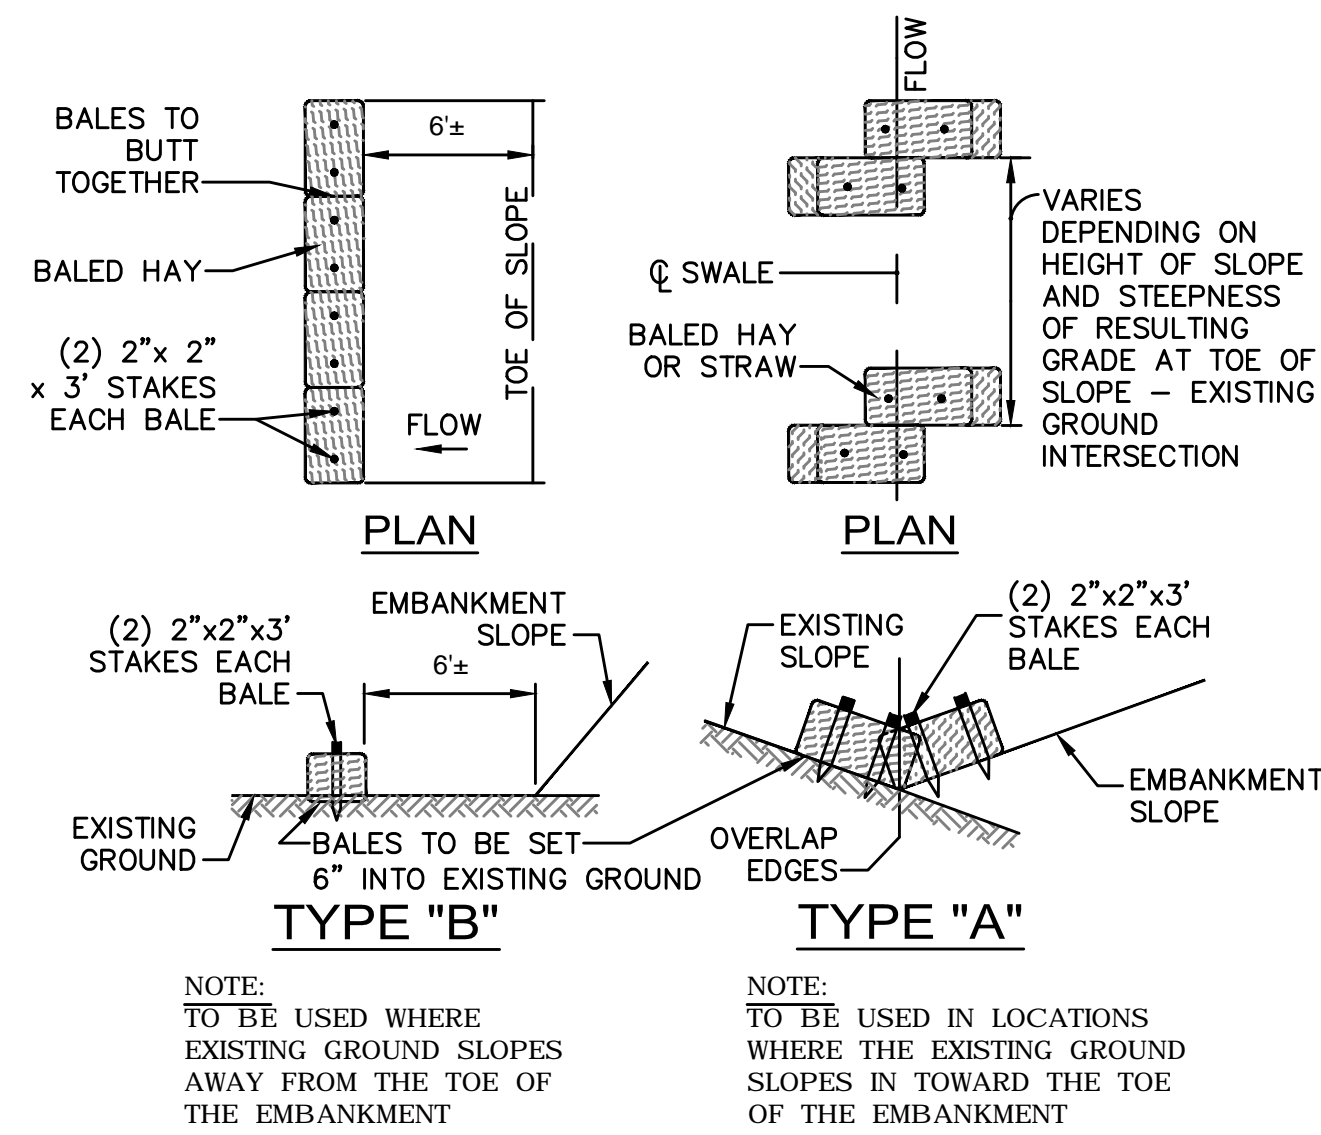 BALES TO
BUTT
TOGETHER
BALED HAY
(2) 2"x 2"
x 3' STAKES
EACH BALE
6'±
TOE OF SLOPE
FLOW
PLAN
FLOW
℄ SWALE
BALED HAY
OR STRAW
VARIES
DEPENDING ON
HEIGHT OF SLOPE
AND STEEPNESS
OF RESULTING
GRADE AT TOE OF
SLOPE – EXISTING
GROUND
INTERSECTION
PLAN
(2) 2"x2"x3'
STAKES EACH
BALE
EMBANKMENT
SLOPE
6'±
EXISTING
GROUND
BALES TO BE SET
6" INTO EXISTING GROUND
TYPE "B"
EXISTING
SLOPE
(2) 2"x2"x3'
STAKES EACH
BALE
EMBANKMENT
SLOPE
OVERLAP
EDGES
TYPE "A"
NOTE:
TO BE USED WHERE
EXISTING GROUND SLOPES
AWAY FROM THE TOE OF
THE EMBANKMENT
NOTE:
TO BE USED IN LOCATIONS
WHERE THE EXISTING GROUND
SLOPES IN TOWARD THE TOE
OF THE EMBANKMENT